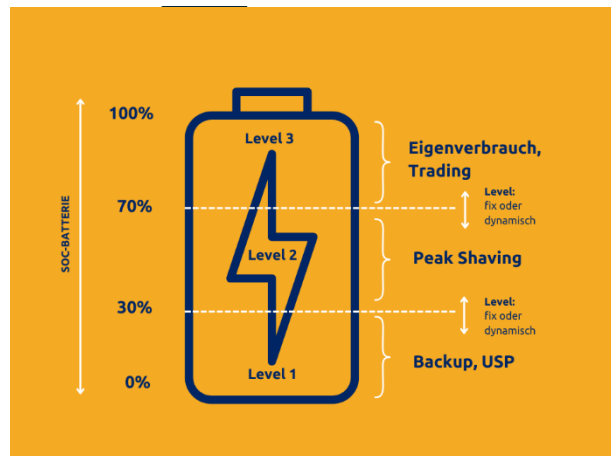 100%
Level 3
Eigenverbrauch,
Trading
70%
Level:
fix oder
dynamisch
SOC-BATTERIE
Level 2
Peak Shaving
30%
Level:
fix oder
dynamisch
Backup, USP
Level 1
0%